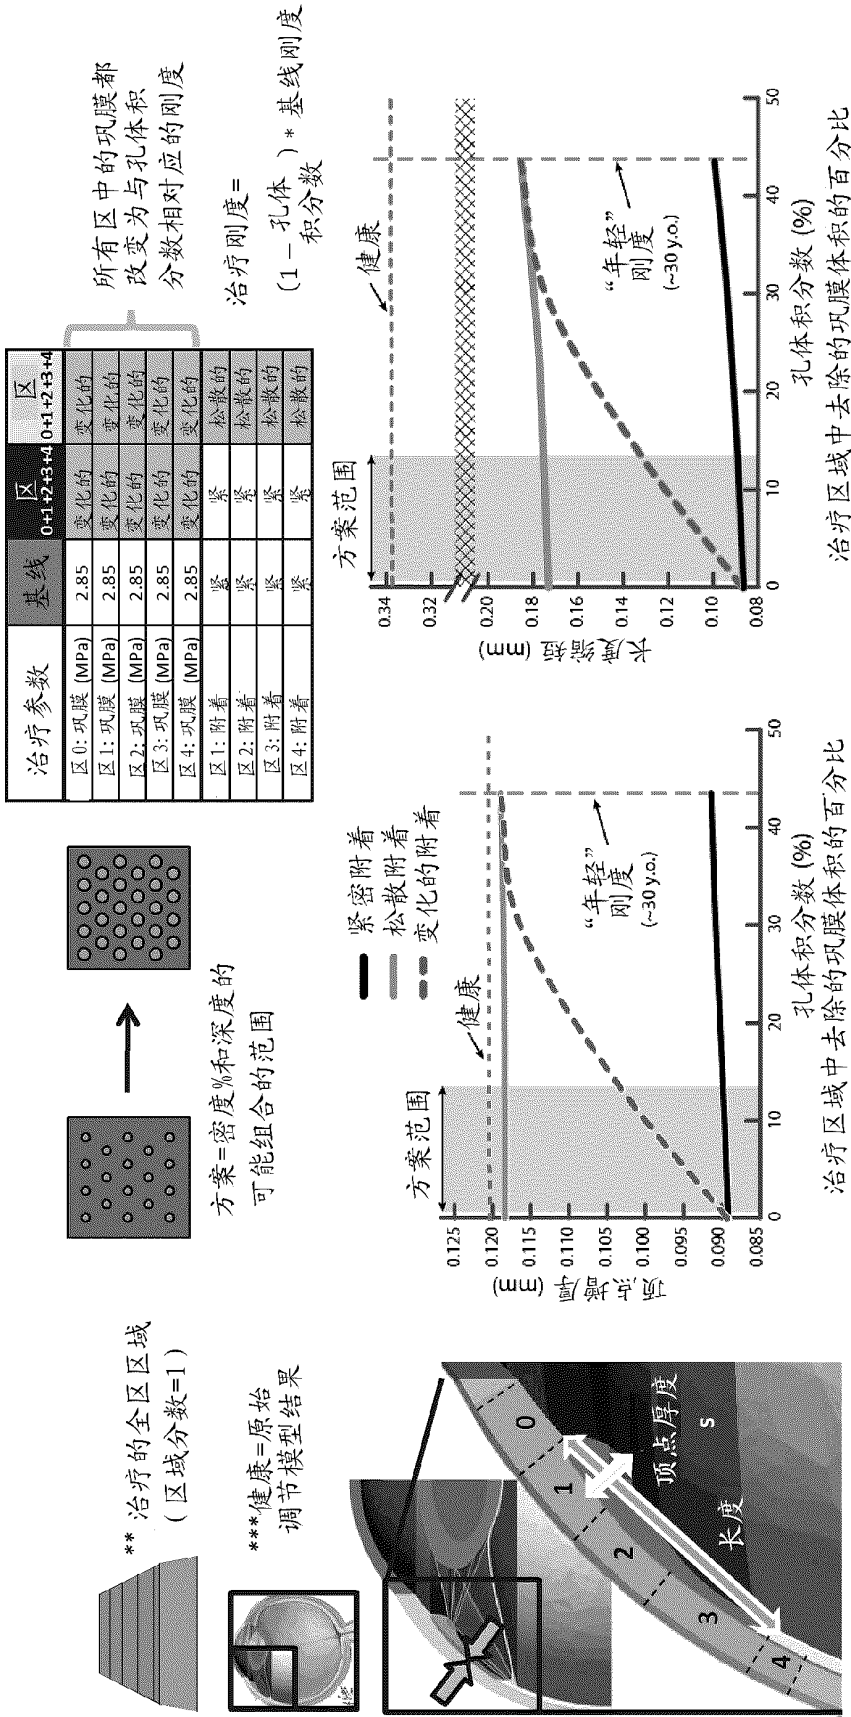 ** 治疗的全区区域
(区域分数=1)
***健康=原始
调节模型结果
0
1
2
3
4
顶点厚度
s
长度
方案=密度%和深度的
可能组合的范围
治疗参数 基线 区 0+1+2+3+4 区 0+1+2+3+4
区0: 巩膜 (MPa) 2.85 变化的 变化的
区1: 巩膜 (MPa) 2.85 变化的 变化的
区2: 巩膜 (MPa) 2.85 变化的 变化的
区3: 巩膜 (MPa) 2.85 变化的 变化的
区4: 巩膜 (MPa) 2.85 变化的 变化的
区1: 附着 紧 紧 松散的
区2: 附着 紧 紧 松散的
区3: 附着 紧 紧 松散的
区4: 附着 紧 紧 松散的
所有区中的巩膜都
改变为与孔体积
分数相对应的刚度
治疗刚度=
(1 − 孔体积分数) * 基线刚度
紧密附着
松散附着
变化的附着
方案范围
健康
“年轻”
刚度
(~30 y.o.)
顶点增厚 (mm)
0.125
0.120
0.115
0.110
0.105
0.100
0.095
0.090
0.085
0 10 20 30 40 50
孔体积分数 (%)
治疗区域中去除的巩膜体积的百分比
方案范围
健康
“年轻”
刚度
(~30 y.o.)
长度缩短 (mm)
0.34
0.32
0.20
0.18
0.16
0.14
0.12
0.10
0.08
0 10 20 30 40 50
孔体积分数 (%)
治疗区域中去除的巩膜体积的百分比